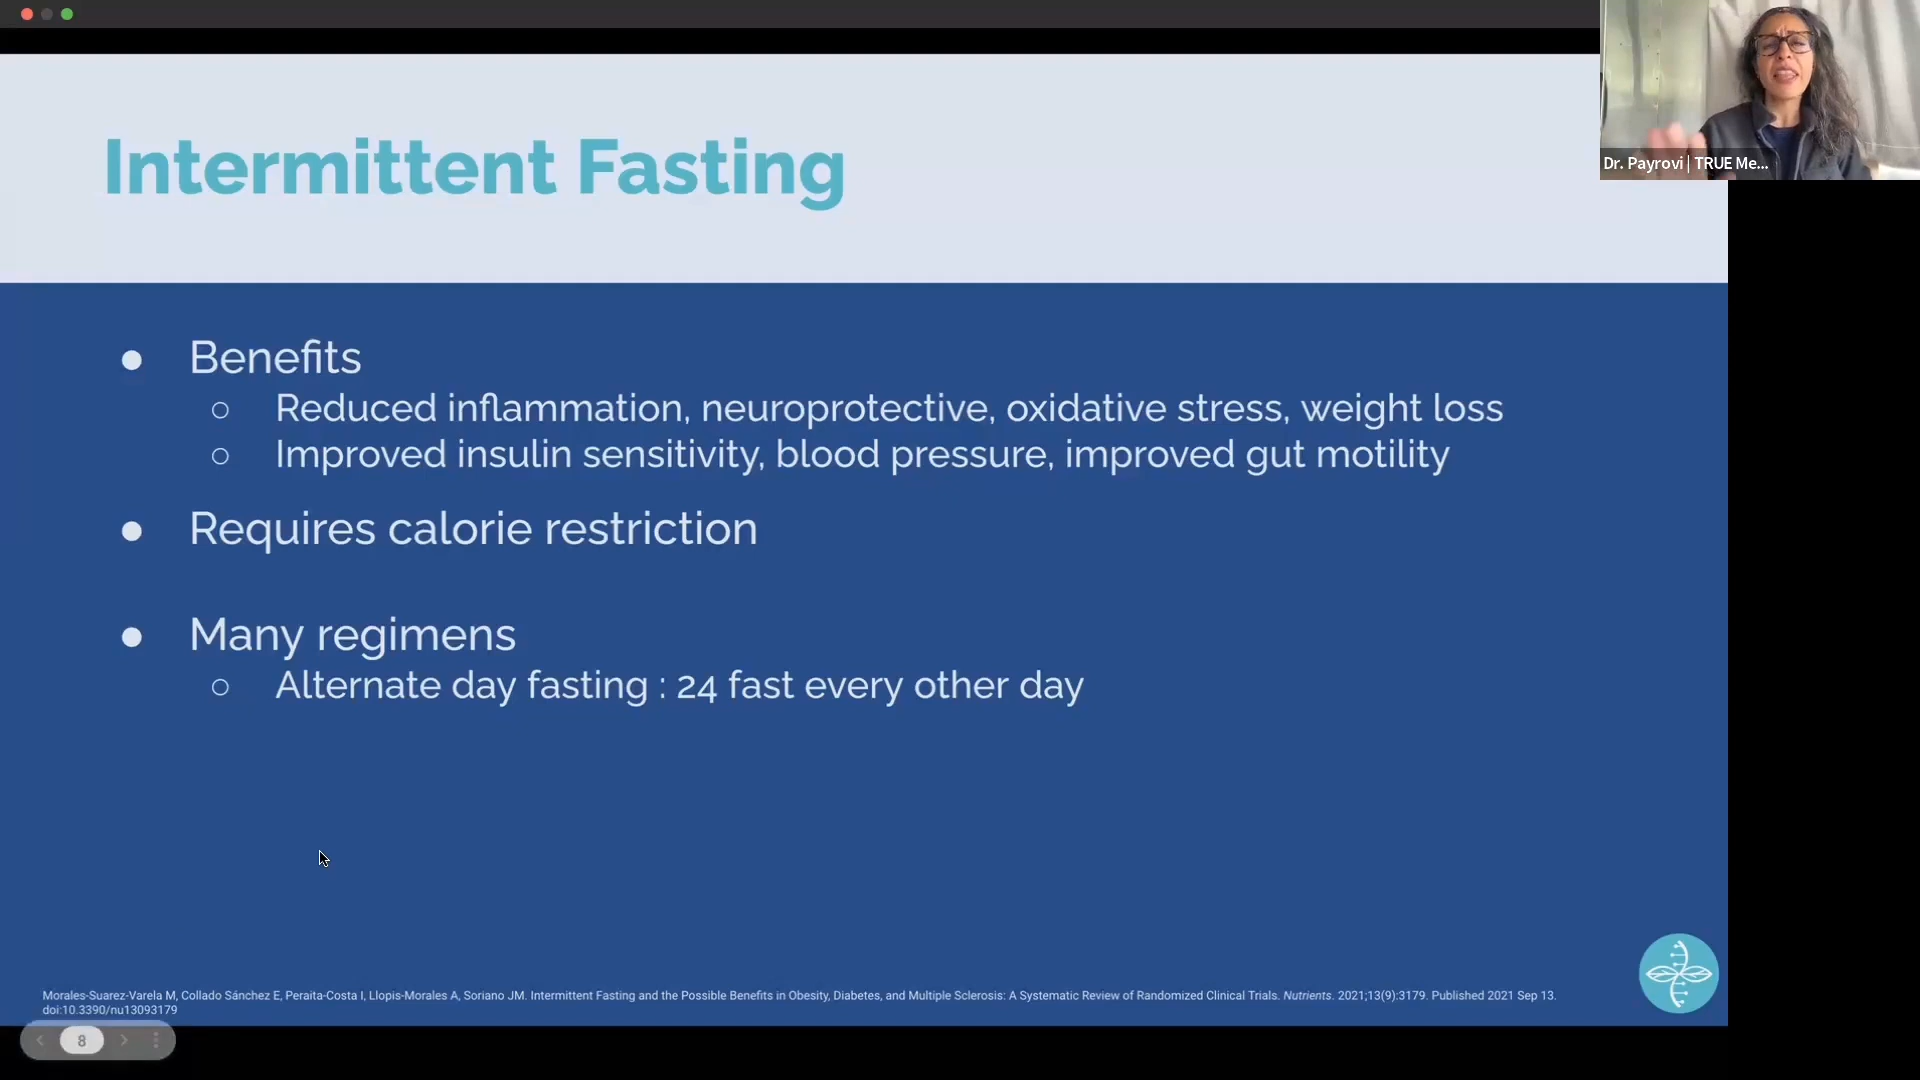 Dr. Payrovi | TRUE Me...
Intermittent Fasting
● Benefits
○ Reduced inflammation, neuroprotective, oxidative stress, weight loss
○ Improved insulin sensitivity, blood pressure, improved gut motility
● Requires calorie restriction
● Many regimens
○ Alternate day fasting : 24 fast every other day
Morales-Suarez-Varela M, Collado Sánchez E, Peraita-Costa I, Llopis-Morales A, Soriano JM. Intermittent Fasting and the Possible Benefits in Obesity, Diabetes, and Multiple Sclerosis: A Systematic Review of Randomized Clinical Trials. Nutrients. 2021;13(9):3179. Published 2021 Sep 13.
doi:10.3390/nu13093179
8